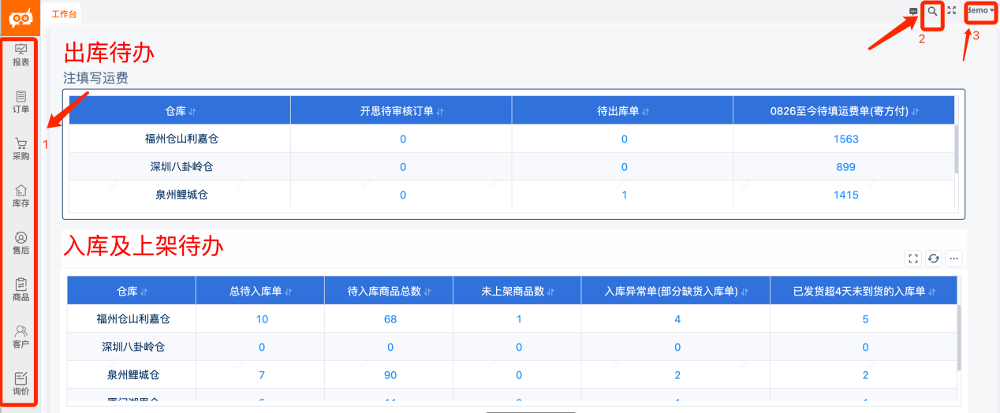 工作台
demo
2
3
报表
订单
1
采购
库存
售后
商品
客户
询价
出库待办
注填写运费
仓库 开思待审核订单 待出库单 0826至今待填运费单(寄方付)
福州仓山利嘉仓 0 0 1563
深圳八卦岭仓 0 0 899
泉州鲤城仓 0 1 1415
入库及上架待办
仓库 总待入库单 待入库商品总数 未上架商品数 入库异常单(部分缺货入库单) 已发货超4天未到货的入库单
福州仓山利嘉仓 10 68 1 4 5
深圳八卦岭仓 0 0 0 0 0
泉州鲤城仓 7 90 0 2 2